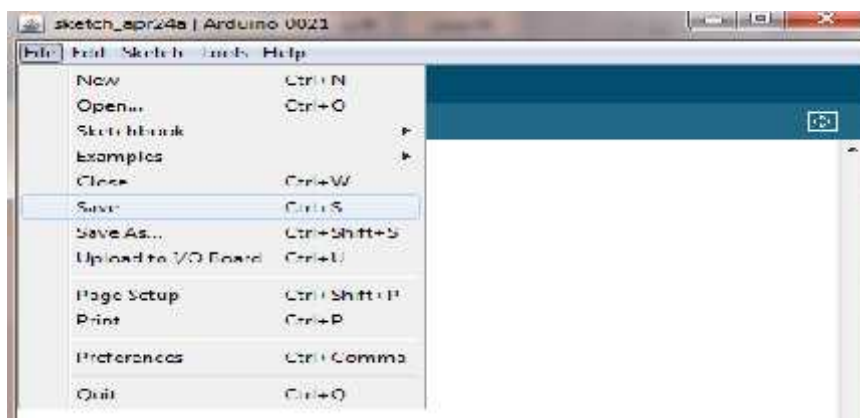 sketch_apr24a | Arduino 0021
File Edit Sketch Tools Help
New Ctrl+N
Open... Ctrl+O
Sketchbook
Examples
Close Ctrl+W
Save Ctrl+S
Save As... Ctrl+Shift+S
Upload to I/O Board Ctrl+U
Page Setup Ctrl+Shift+P
Print Ctrl+P
Preferences Ctrl+Comma
Quit Ctrl+Q